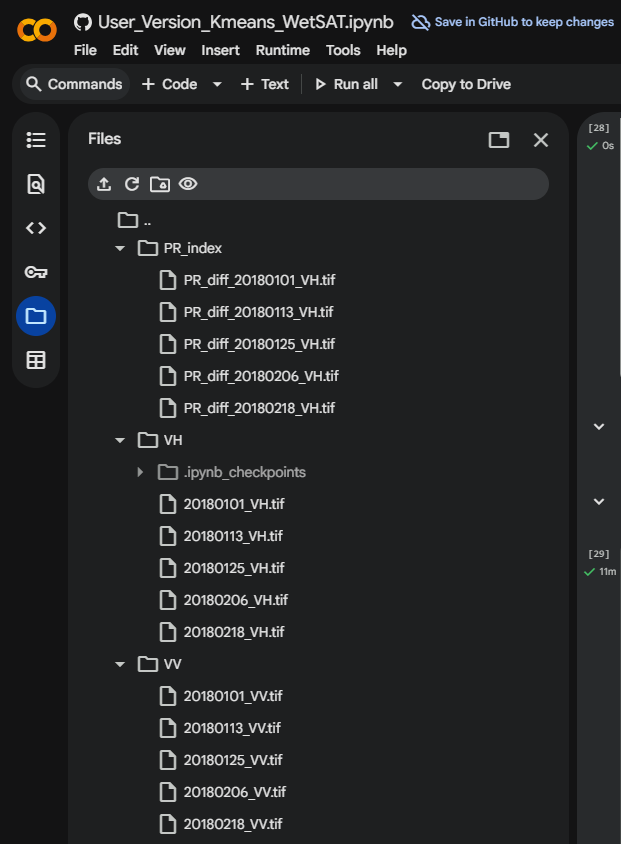 User_Version_Kmeans_WetSAT.ipynb Save in GitHub to keep changes
File Edit View Insert Runtime Tools Help
Commands + Code + Text Run all Copy to Drive
Files
[28]
0s
..
PR_index
PR_diff_20180101_VH.tif
PR_diff_20180113_VH.tif
PR_diff_20180125_VH.tif
PR_diff_20180206_VH.tif
PR_diff_20180218_VH.tif
VH
.ipynb_checkpoints
20180101_VH.tif
20180113_VH.tif
20180125_VH.tif
[29]
11m
20180206_VH.tif
20180218_VH.tif
VV
20180101_VV.tif
20180113_VV.tif
20180125_VV.tif
20180206_VV.tif
20180218_VV.tif